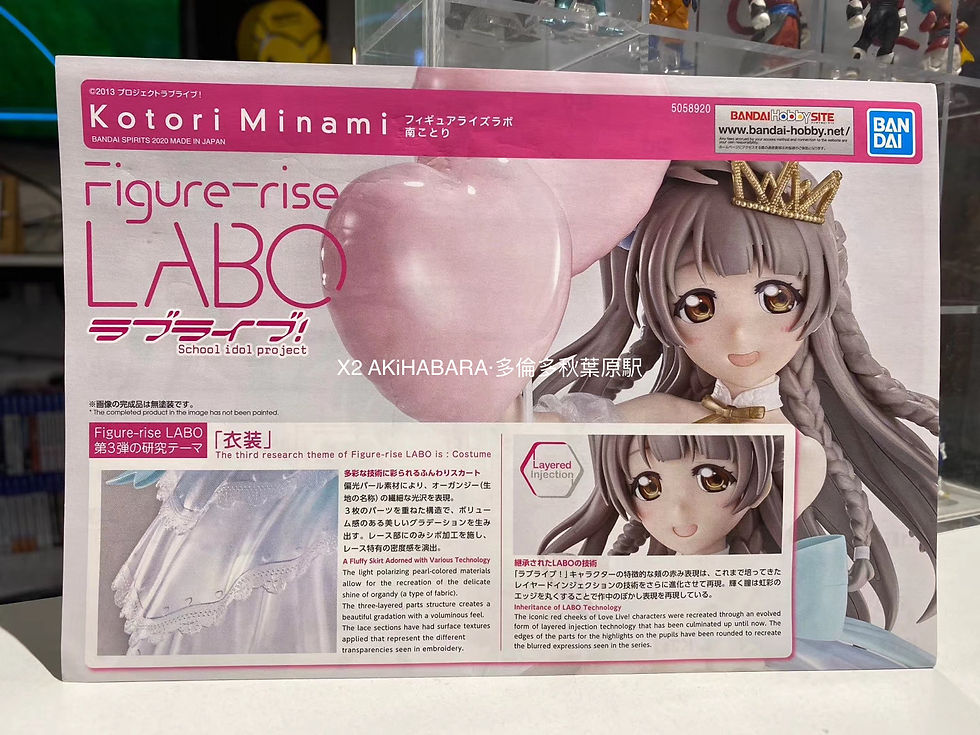 ©2013 プロジェクトラブライブ！
Kotori Minami
フィギュアライズラボ
南ことり
BANDAI SPIRITS 2020 MADE IN JAPAN
5058920
BANDAI HobbySITE
www.bandai-hobby.net/
BAN
DAI
Figure-rise
LABO
ラブライブ!
School idol project
X2 AKiHABARA·多倫多秋葉原駅
※画像の完成品は無塗装です。
* The completed product in the image has not been painted.
Figure-rise LABO
第3弾の研究テーマ
「衣装」
The third research theme of Figure-rise LABO is : Costume
多彩な技術に彩られるふんわりスカート
偏光パール素材により、オーガンジー(生
地の名称)の繊細な光沢を表現。
３枚のパーツを重ねた構造で、ボリュー
ム感のある美しいグラデーションを生み
出す。レース部にのみシボ加工を施し、
レース特有の密度感を演出。
A Fluffy Skirt Adorned with Various Technology
The light polarizing pearl-colored materials
allow for the recreation of the delicate
shine of organdy (a type of fabric).
The three-layered parts structure creates a
beautiful gradation with a voluminous feel.
The lace sections have had surface textures
applied that represent the different
transparencies seen in embroidery.
Layered
Injection
継承されたLABOの技術
「ラブライブ！」キャラクターの特徴的な頬の赤み表現は、これまで培ってきた
レイヤードインジェクションの技術をさらに進化させて再現。輝く瞳は虹彩の
エッジを丸くすることで作中のぼかし表現を再現している。
Inheritance of LABO Technology
The iconic red cheeks of Love Live! characters were recreated through an evolved
form of layered injection technology that has been culminated up until now. The
edges of the parts for the highlights on the pupils have been rounded to recreate
the blurred expressions seen in the series.